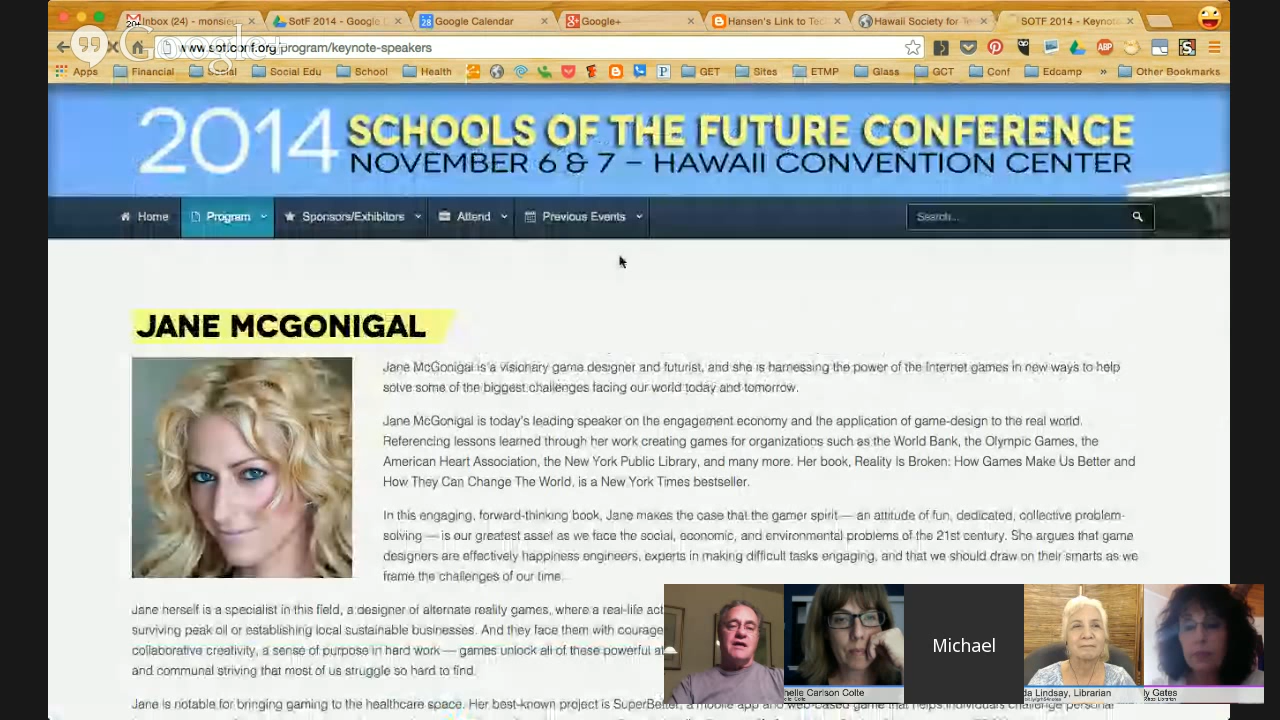 Inbox (24) - monsieu
SotF 2014 - Google D
Google Calendar
Google+
Hansen's Link to Tec
Hawaii Society for Te
SOTF 2014 - Keynote
Google+
www.sotfconf.org/program/keynote-speakers
Apps Financial Social Social Edu School Health GET Sites ETMP Glass GCT Conf Edcamp » Other Bookmarks
2014 SCHOOLS OF THE FUTURE CONFERENCE
NOVEMBER 6 & 7 – HAWAII CONVENTION CENTER
Home Program Sponsors/Exhibitors Attend Previous Events Search...
JANE MCGONIGAL
Jane McGonigal is a visionary game designer and futurist, and she is harnessing the power of the Internet games in new ways to help
solve some of the biggest challenges facing our world today and tomorrow.
Jane McGonigal is today's leading speaker on the engagement economy and the application of game-design to the real world.
Referencing lessons learned through her work creating games for organizations such as the World Bank, the Olympic Games, the
American Heart Association, the New York Public Library, and many more. Her book, Reality Is Broken: How Games Make Us Better and
How They Can Change The World, is a New York Times bestseller.
In this engaging, forward-thinking book, Jane makes the case that the gamer spirit — an attitude of fun, dedicated, collective problem-
solving — is our greatest asset as we face the social, economic, and environmental problems of the 21st century. She argues that game
designers are effectively happiness engineers, experts in making difficult tasks engaging, and that we should draw on their smarts as we
frame the challenges of our time.
Jane herself is a specialist in this field, a designer of alternate reality games, where a real-life act
surviving peak oil or establishing local sustainable businesses. And they face them with courage
collaborative creativity, a sense of purpose in hard work — games unlock all of these powerful at
and communal striving that most of us struggle so hard to find.
Jane is notable for bringing gaming to the healthcare space. Her best-known project is SuperBetter, a mobile app and web-based game that helps individuals challenge personal
helle Carlson Colte
Michael
da Lindsay, Librarian
ly Gates